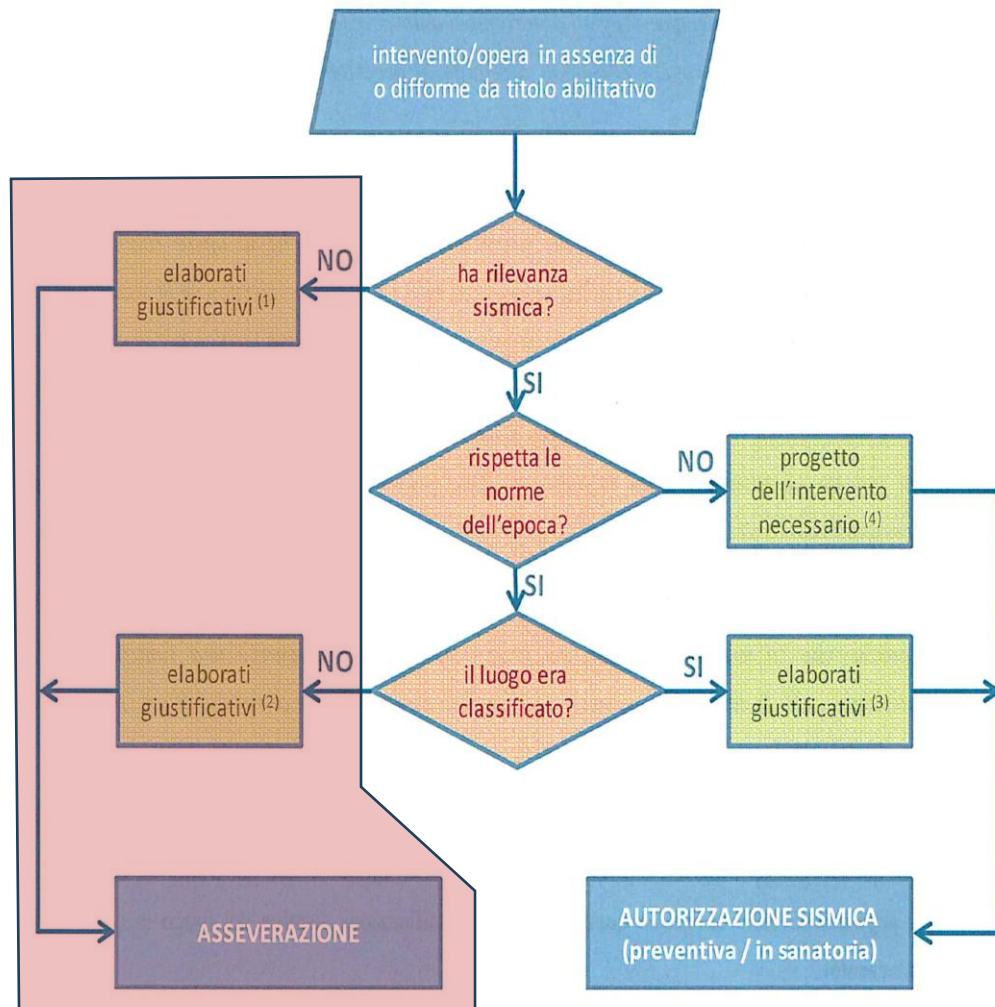 intervento/opera in assenza di
o difforme da titolo abilitativo
ha rilevanza
sismica?
NO
elaborati
giustificativi (1)
SI
rispetta le
norme
dell'epoca?
NO
progetto
dell'intervento
necessario (4)
SI
il luogo era
classificato?
NO
elaborati
giustificativi (2)
SI
elaborati
giustificativi (3)
ASSEVERAZIONE
AUTORIZZAZIONE SISMICA
(preventiva / in sanatoria)